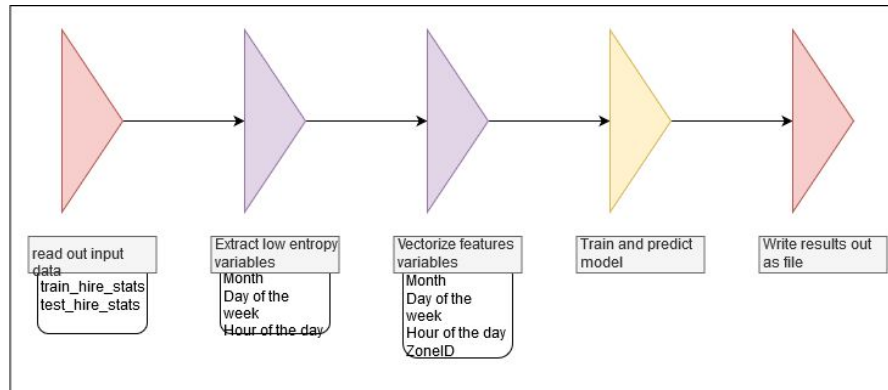 read out input
data
train_hire_stats
test_hire_stats
Extract low entropy
variables
Month
Day of the
week
Hour of the day
Vectorize features
variables
Month
Day of the
week
Hour of the day
ZoneID
Train and predict
model
Write results out
as file